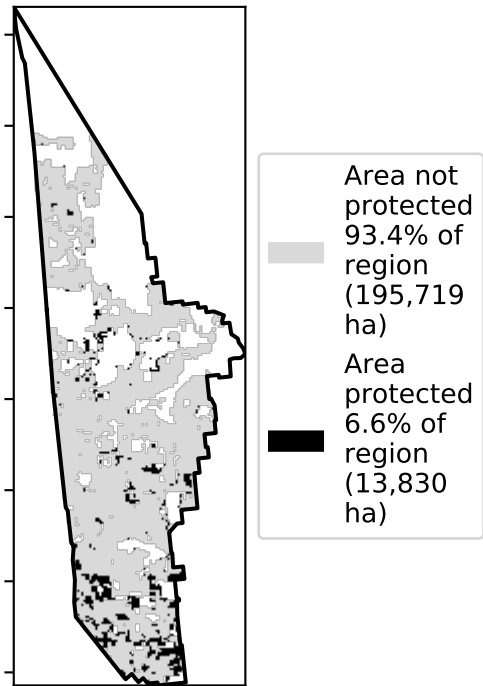 Area not
protected
93.4% of
region
(195,719
ha)
Area
protected
6.6% of
region
(13,830
ha)